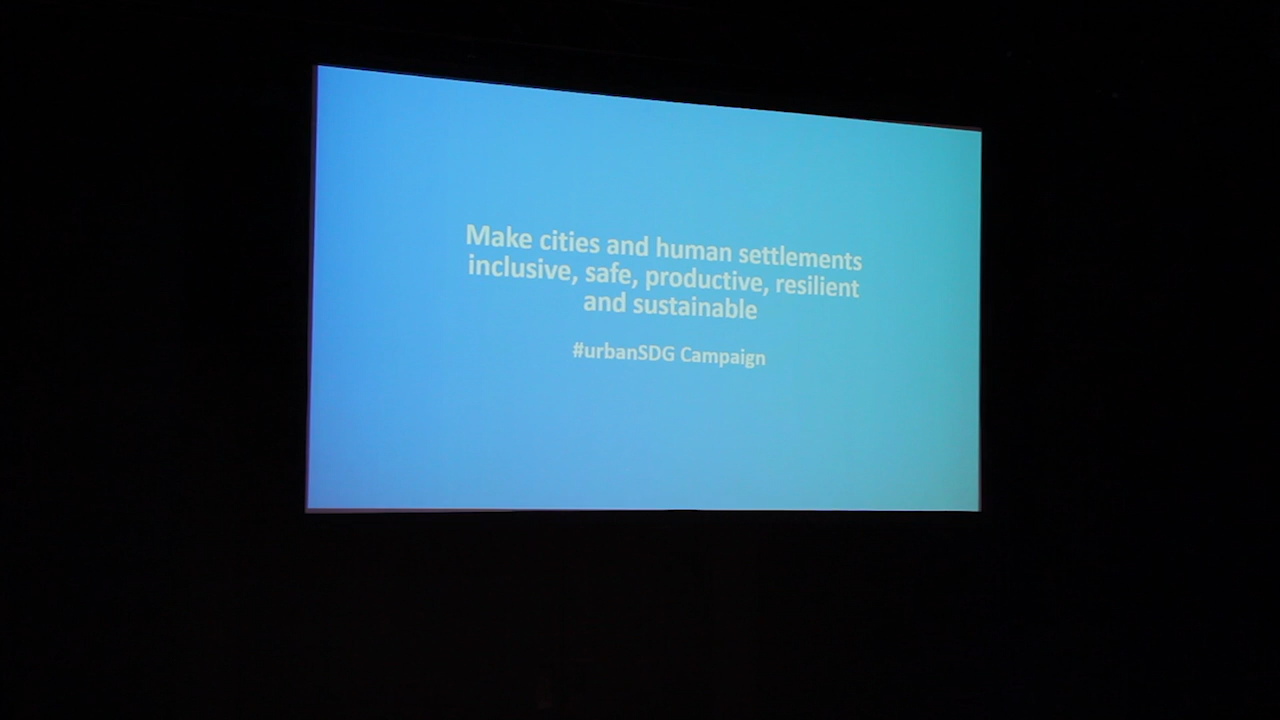 Make cities and human settlements
inclusive, safe, productive, resilient
and sustainable
#urbanSDG Campaign